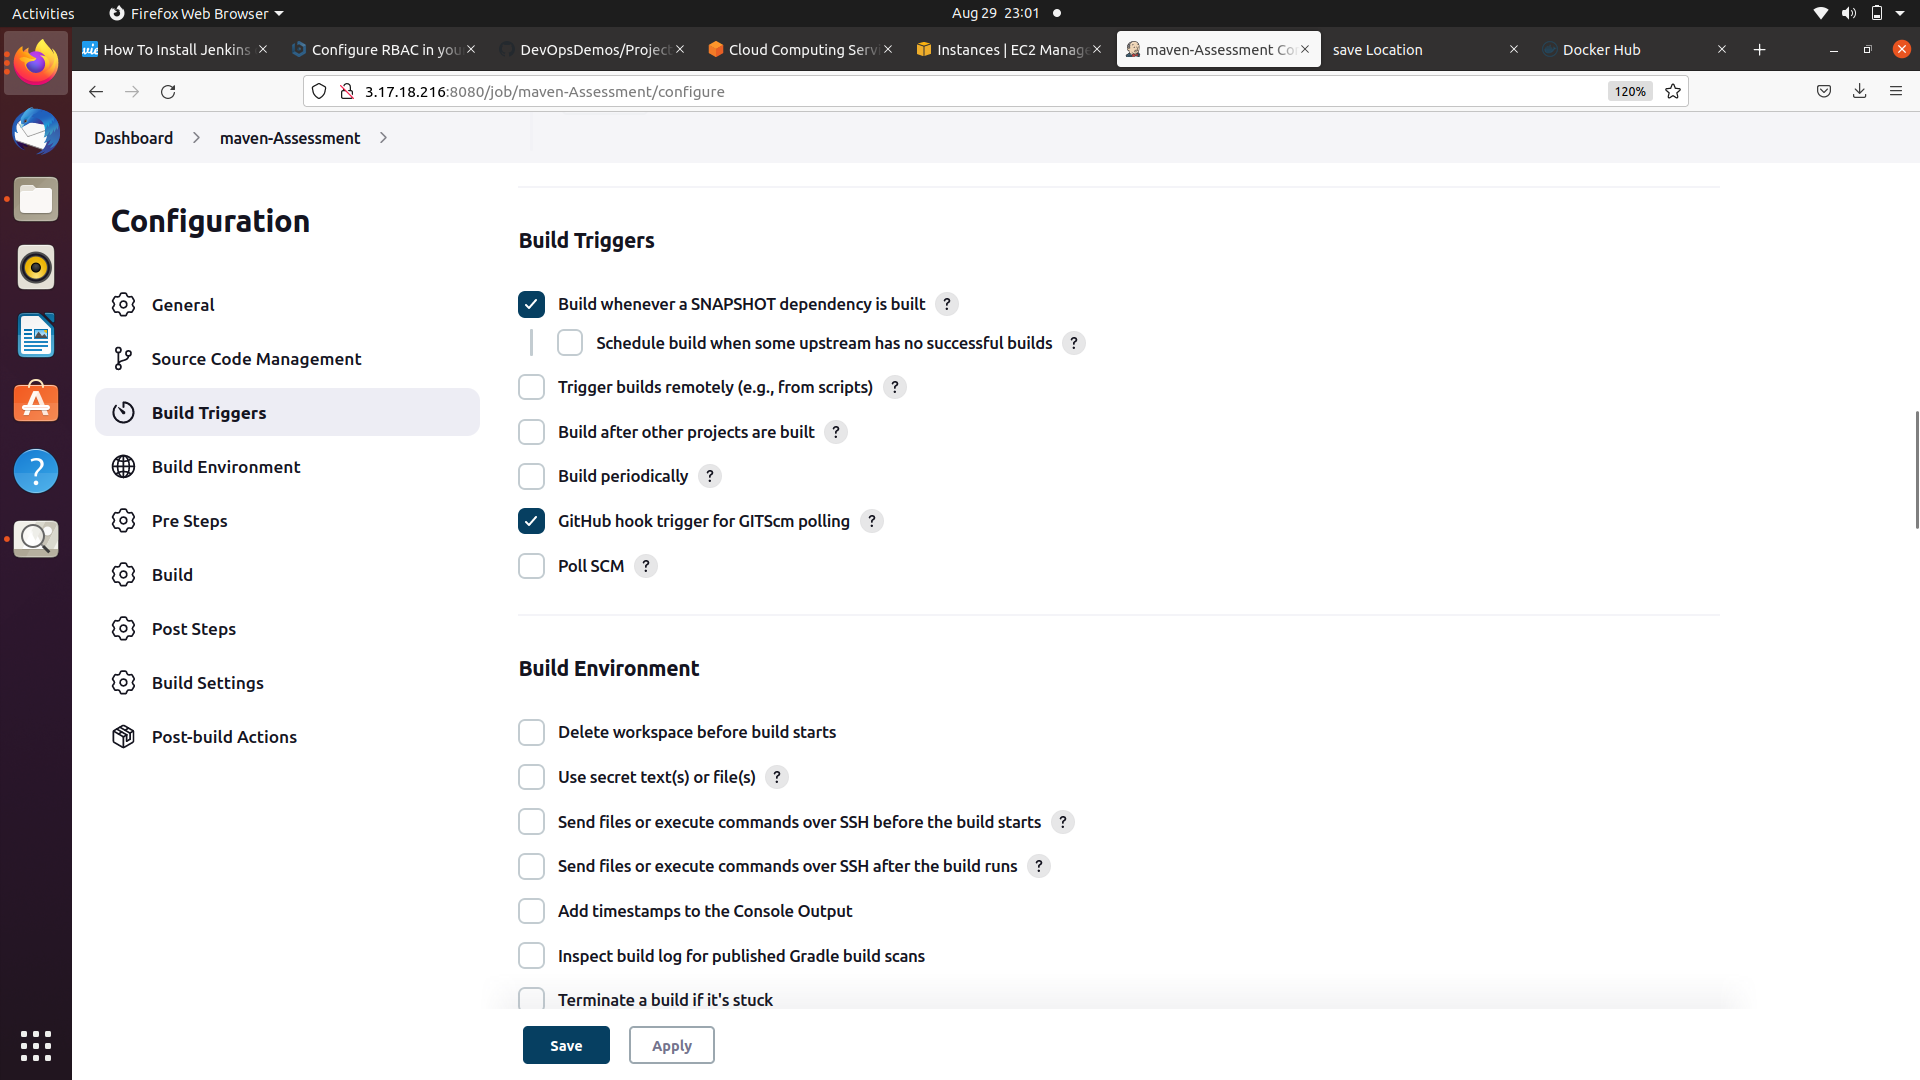 Activities
Firefox Web Browser
Aug 29 23:01
How To Install Jenkins
Configure RBAC in you
DevOpsDemos/Project
Cloud Computing Servi
Instances | EC2 Manage
maven-Assessment Co
save Location
Docker Hub
3.17.18.216:8080/job/maven-Assessment/configure
120%
Dashboard
maven-Assessment
Configuration
General
Source Code Management
Build Triggers
Build Environment
Pre Steps
Build
Post Steps
Build Settings
Post-build Actions
Build Triggers
Build whenever a SNAPSHOT dependency is built ?
Schedule build when some upstream has no successful builds ?
Trigger builds remotely (e.g., from scripts) ?
Build after other projects are built ?
Build periodically ?
GitHub hook trigger for GITScm polling ?
Poll SCM ?
Build Environment
Delete workspace before build starts
Use secret text(s) or file(s) ?
Send files or execute commands over SSH before the build starts ?
Send files or execute commands over SSH after the build runs ?
Add timestamps to the Console Output
Inspect build log for published Gradle build scans
Terminate a build if it's stuck
Save
Apply